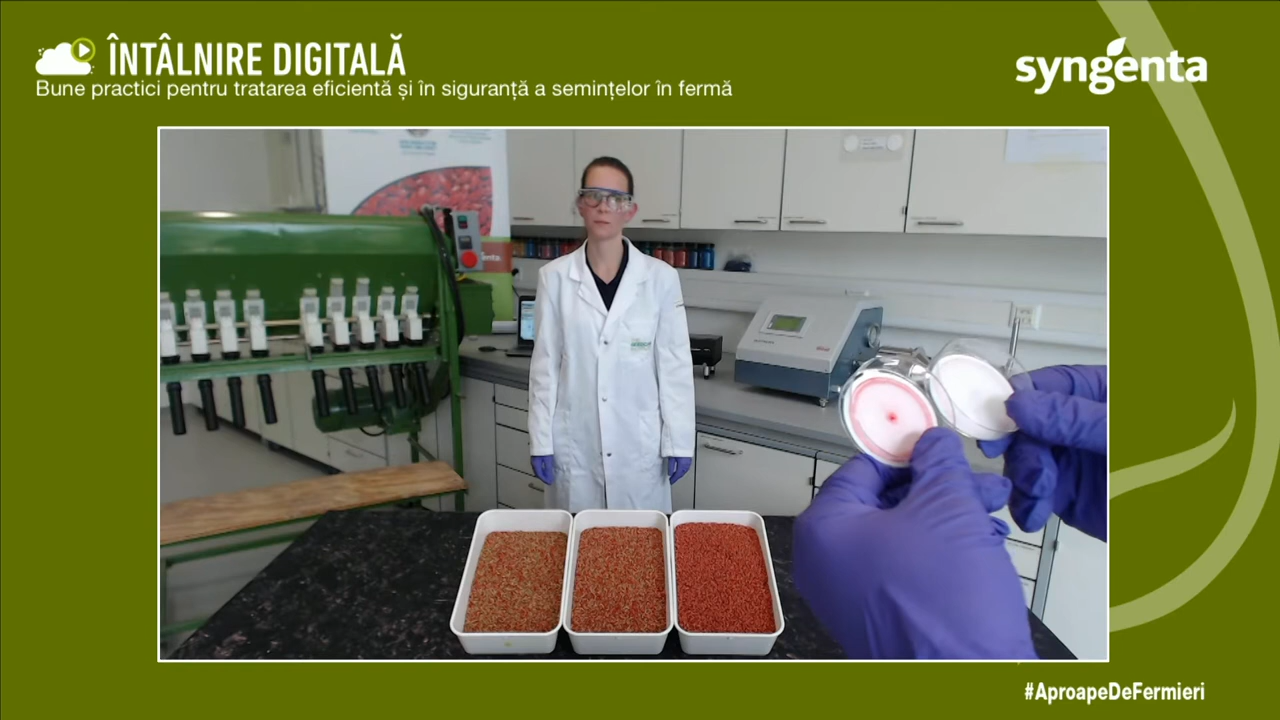 ÎNTÂLNIRE DIGITALĂ
Bune practici pentru tratarea eficientă și în siguranță a semințelor în fermă
syngenta
#AproapeDeFermieri